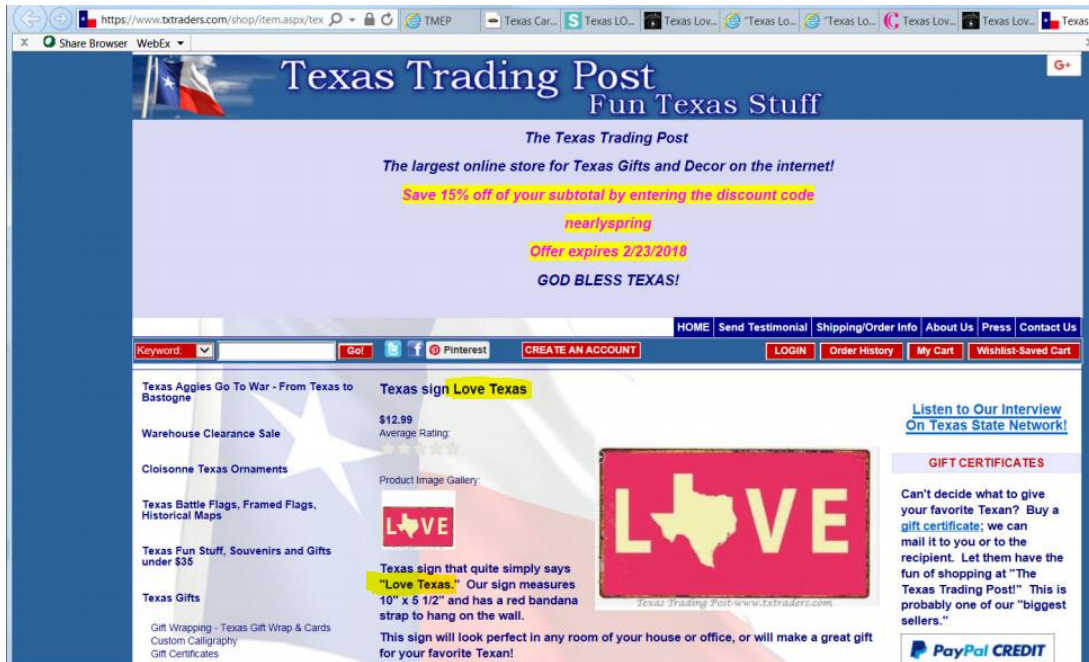 https://www.txtraders.com/shop/item.aspx/tex
TMEP
Texas Car...
Texas LO...
Texas Lov...
"Texas Lo...
"Texas Lo...
Texas Lov...
Texas Lov...
Texas
X Share Browser WebEx
Texas Trading Post
Fun Texas Stuff
G+
The Texas Trading Post
The largest online store for Texas Gifts and Decor on the internet!
Save 15% off of your subtotal by entering the discount code
nearlyspring
Offer expires 2/23/2018
GOD BLESS TEXAS!
HOME Send Testimonial Shipping/Order Info About Us Press Contact Us
Keyword: Go! Pinterest CREATE AN ACCOUNT LOGIN Order History My Cart Wishlist-Saved Cart
Texas Aggies Go To War - From Texas to
Bastogne
Warehouse Clearance Sale
Cloisonne Texas Ornaments
Texas Battle Flags, Framed Flags,
Historical Maps
Texas Fun Stuff, Souvenirs and Gifts
under $35
Texas Gifts
Gift Wrapping - Texas Gift Wrap & Cards
Custom Calligraphy
Gift Certificates
Texas sign Love Texas
$12.99
Average Rating:
Product Image Gallery:
L VE
Texas sign that quite simply says
"Love Texas." Our sign measures
10" x 5 1/2" and has a red bandana
strap to hang on the wall.
This sign will look perfect in any room of your house or office, or will make a great gift
for your favorite Texan!
L VE
Texas Trading Post-www.txtraders.com
Listen to Our Interview
On Texas State Network!
GIFT CERTIFICATES
Can't decide what to give
your favorite Texan? Buy a
gift certificate; we can
mail it to you or to the
recipient. Let them have the
fun of shopping at "The
Texas Trading Post!" This is
probably one of our "biggest
sellers."
PayPal CREDIT